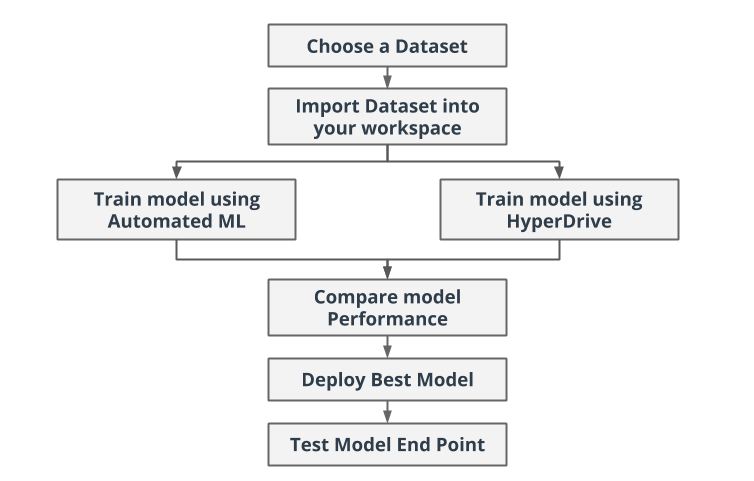 Choose a Dataset
Import Dataset into
your workspace
Train model using
Automated ML
Train model using
HyperDrive
Compare model
Performance
Deploy Best Model
Test Model End Point